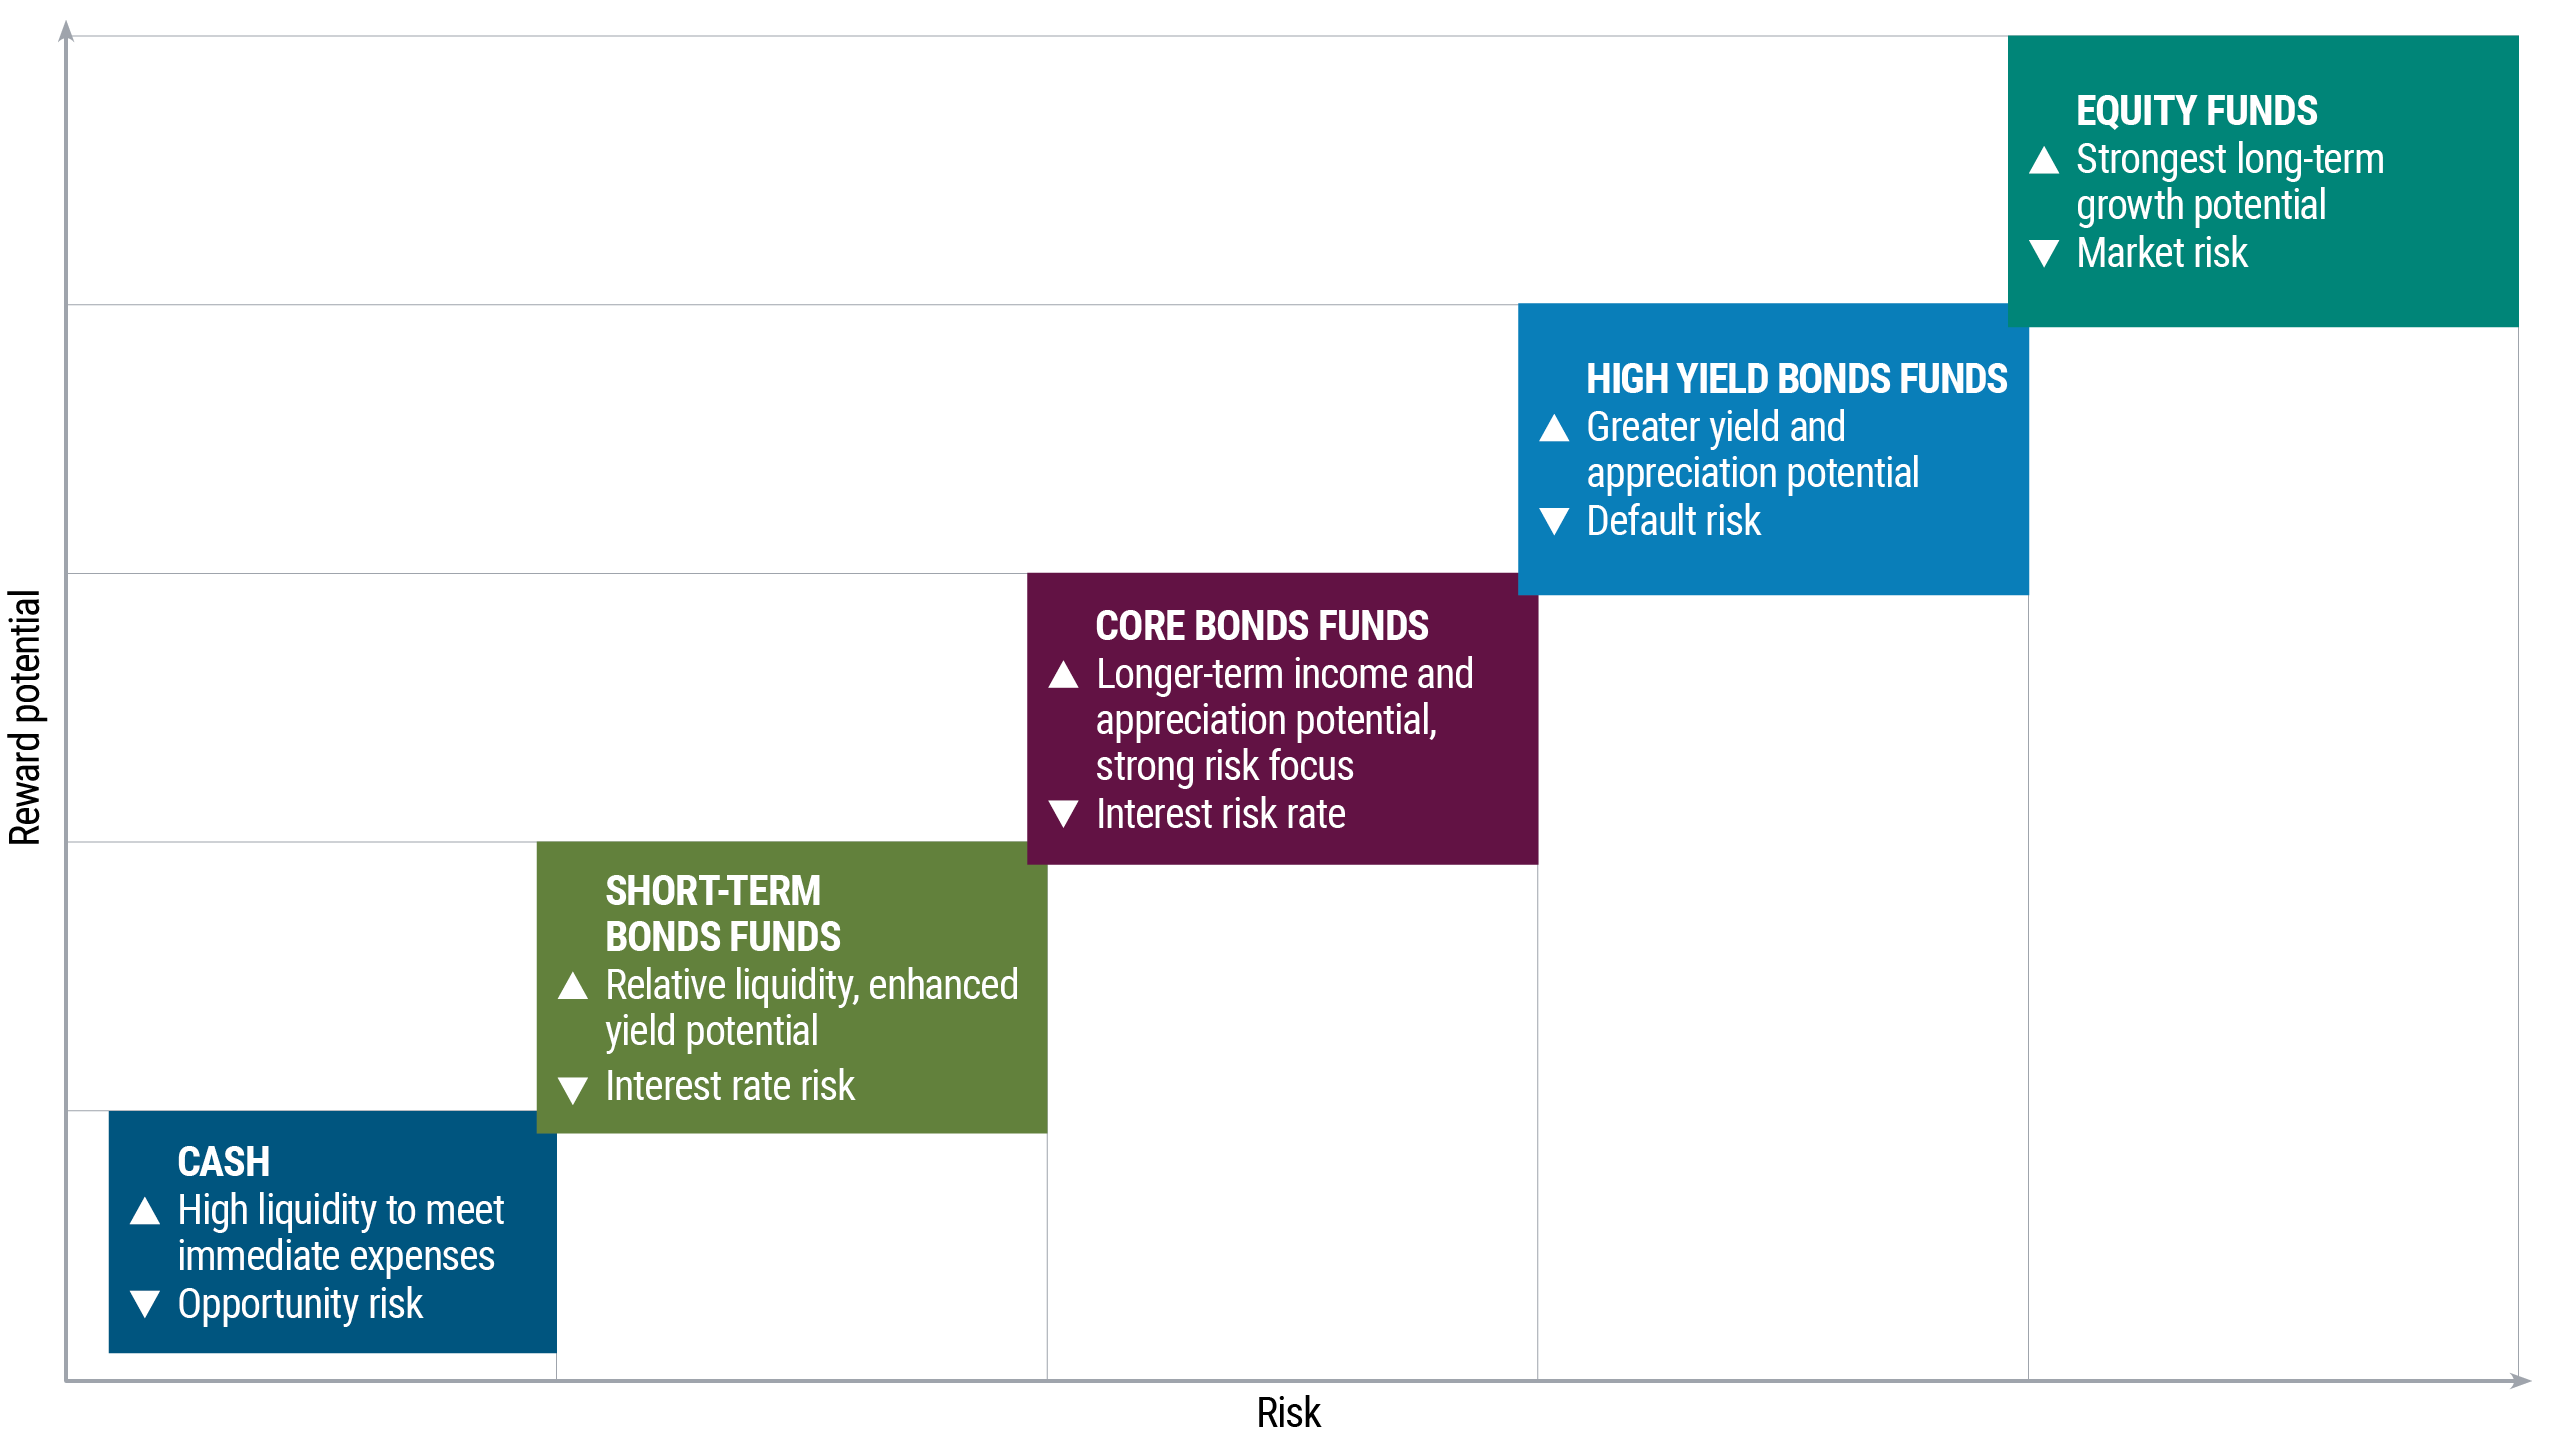 EQUITY FUNDS
Strongest long-term
growth potential
Market risk
HIGH YIELD BONDS FUNDS
Greater yield and
appreciation potential
Default risk
CORE BONDS FUNDS
Longer-term income and
appreciation potential,
strong risk focus
Interest risk rate
SHORT-TERM
BONDS FUNDS
Relative liquidity, enhanced
yield potential
Interest rate risk
CASH
High liquidity to meet
immediate expenses
Opportunity risk
Reward potential
Risk